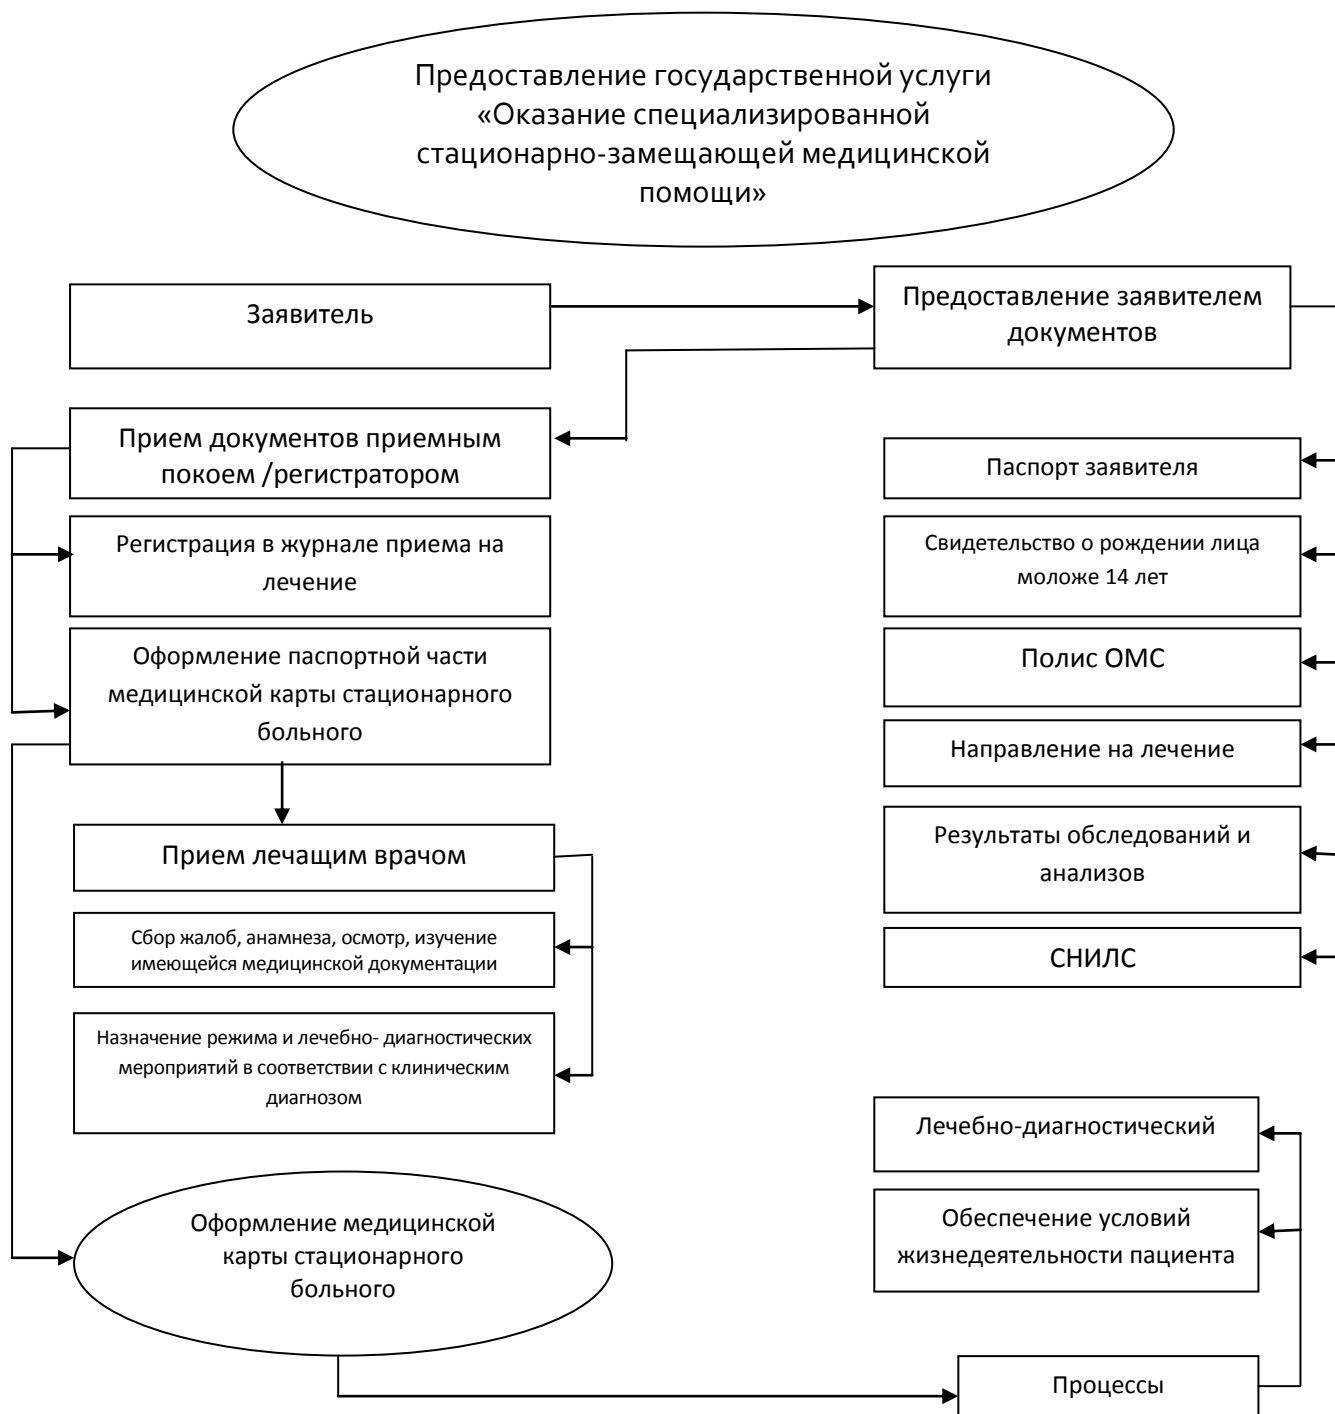 Предоставление государственной услуги
«Оказание специализированной
стационарно-замещающей медицинской
помощи»
Заявитель
Предоставление заявителем
документов
Прием документов приемным
покоем /регистратором
Паспорт заявителя
Регистрация в журнале приема на
лечение
Свидетельство о рождении лица
моложе 14 лет
Оформление паспортной части
медицинской карты стационарного
больного
Полис ОМС
Направление на лечение
Прием лечащим врачом
Результаты обследований и
анализов
Сбор жалоб, анамнеза, осмотр, изучение
имеющейся медицинской документации
СНИЛС
Назначение режима и лечебно- диагностических
мероприятий в соответствии с клиническим
диагнозом
Лечебно-диагностический
Оформление медицинской
карты стационарного
больного
Обеспечение условий
жизнедеятельности пациента
Процессы